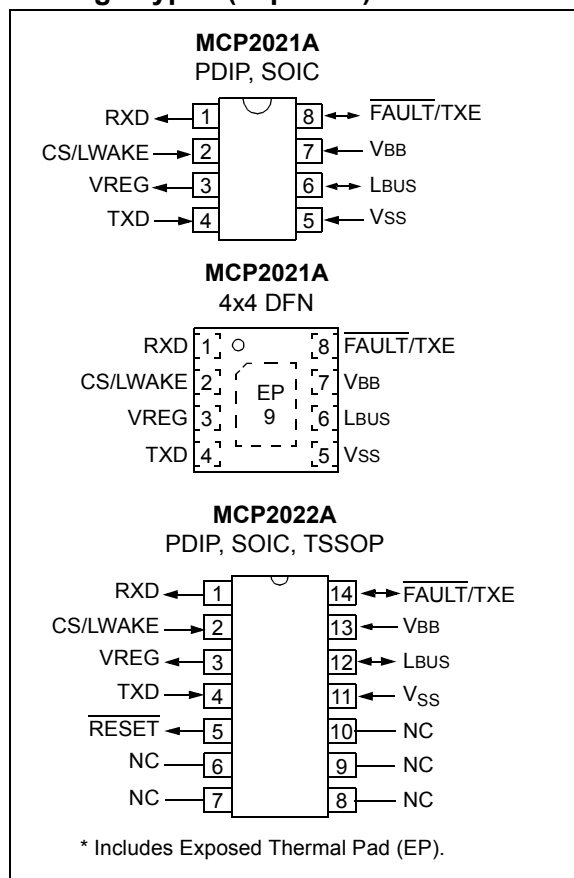 MCP2021A
PDIP, SOIC
RXD 1 8 FAULT/TXE
CS/LWAKE 2 7 VBB
VREG 3 6 LBUS
TXD 4 5 VSS
MCP2021A
4x4 DFN
RXD 1 8 FAULT/TXE
CS/LWAKE 2 EP 7 VBB
VREG 3 9 6 LBUS
TXD 4 5 VSS
MCP2022A
PDIP, SOIC, TSSOP
RXD 1 14 FAULT/TXE
CS/LWAKE 2 13 VBB
VREG 3 12 LBUS
TXD 4 11 VSS
RESET 5 10 NC
NC 6 9 NC
NC 7 8 NC
* Includes Exposed Thermal Pad (EP).